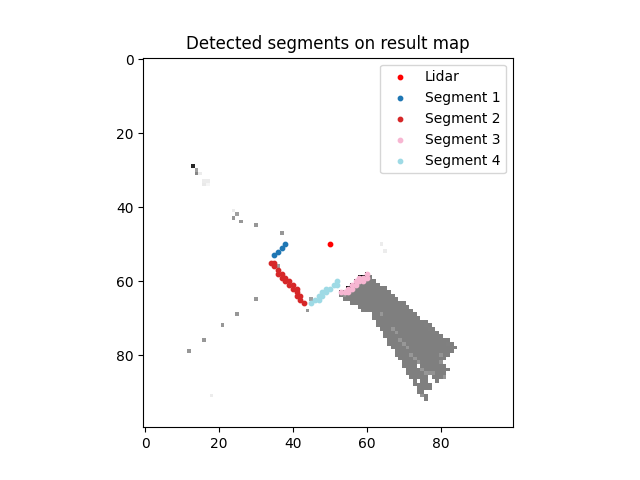 Detected segments on result map
Lidar
Segment 1
Segment 2
Segment 3
Segment 4
0
20
40
60
80
0 20 40 60 80